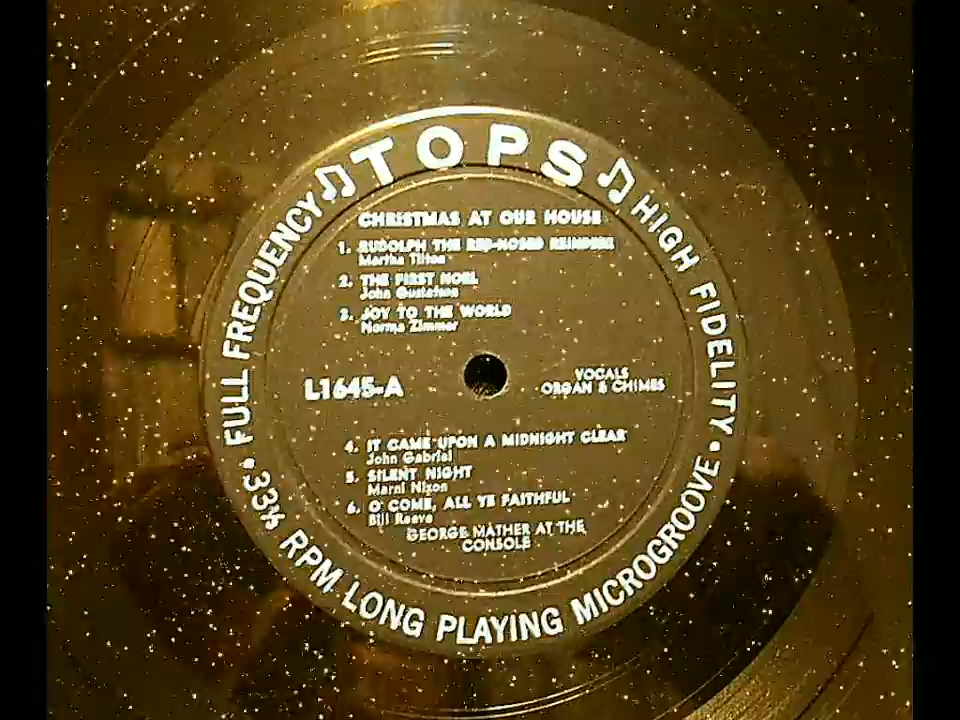 TOPS
FULL FREQUENCY
HIGH FIDELITY
CHRISTMAS AT OUR HOUSE
1. RUDOLPH THE RED-NOSED REINDEER
Martha Tilton
2. THE FIRST NOEL
John Gustafson
3. JOY TO THE WORLD
Norma Zimmer
L1645-A
VOCALS
ORGAN & CHIMES
4. IT CAME UPON A MIDNIGHT CLEAR
John Gabriel
5. SILENT NIGHT
Marni Nixon
6. O' COME, ALL YE FAITHFUL
Bill Reeve
GEORGE MATHER AT THE
CONSOLE
• 33⅓ RPM LONG PLAYING MICROGROOVE •